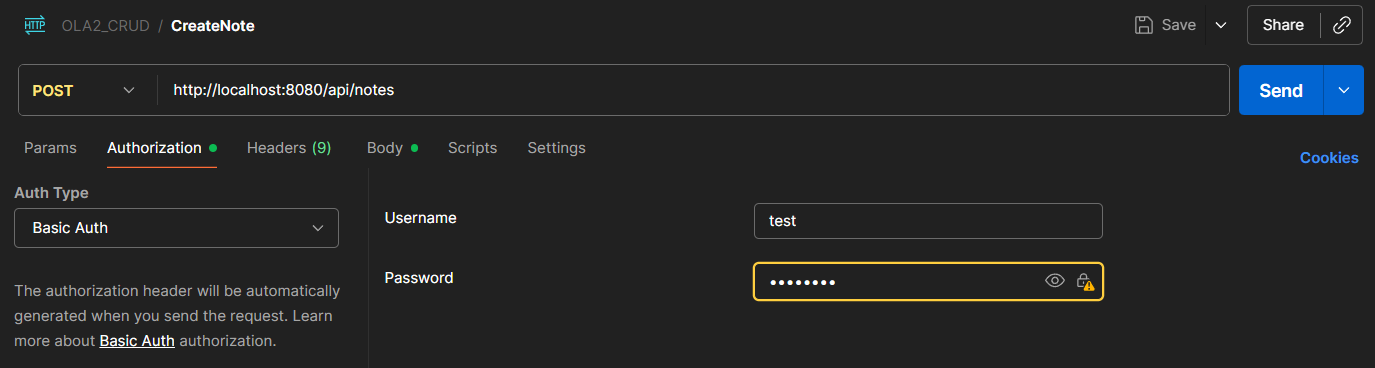 HTTP OLA2_CRUD / CreateNote Save Share
POST http://localhost:8080/api/notes Send
Params Authorization Headers (9) Body Scripts Settings Cookies
Auth Type
Basic Auth
Username test
Password ••••••••
The authorization header will be automatically
generated when you send the request. Learn
more about Basic Auth authorization.